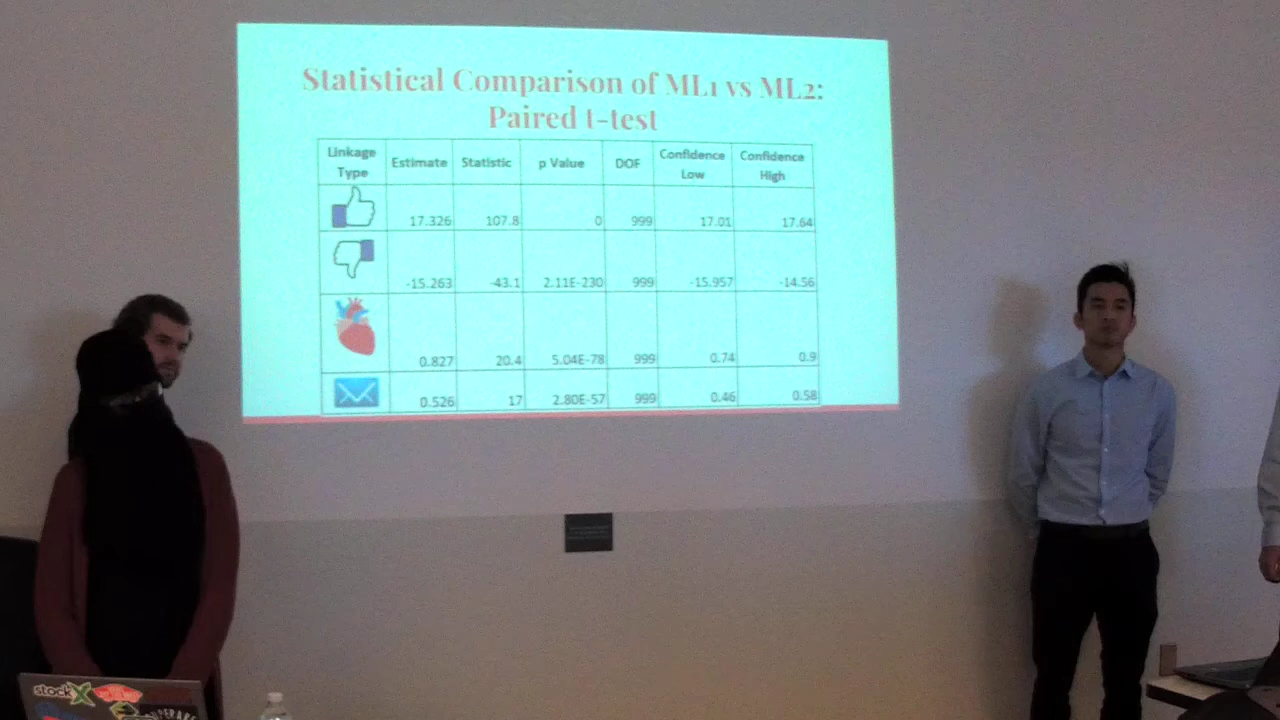 Statistical Comparison of ML1 vs ML2:
Paired t-test
Linkage Type Estimate Statistic p Value DOF Confidence Low Confidence High
17.326 107.8 0 999 17.01 17.64
-15.263 -43.1 2.11E-230 999 -15.957 -14.56
0.827 20.4 5.04E-78 999 0.74 0.9
0.526 17 2.80E-57 999 0.46 0.58
stockX